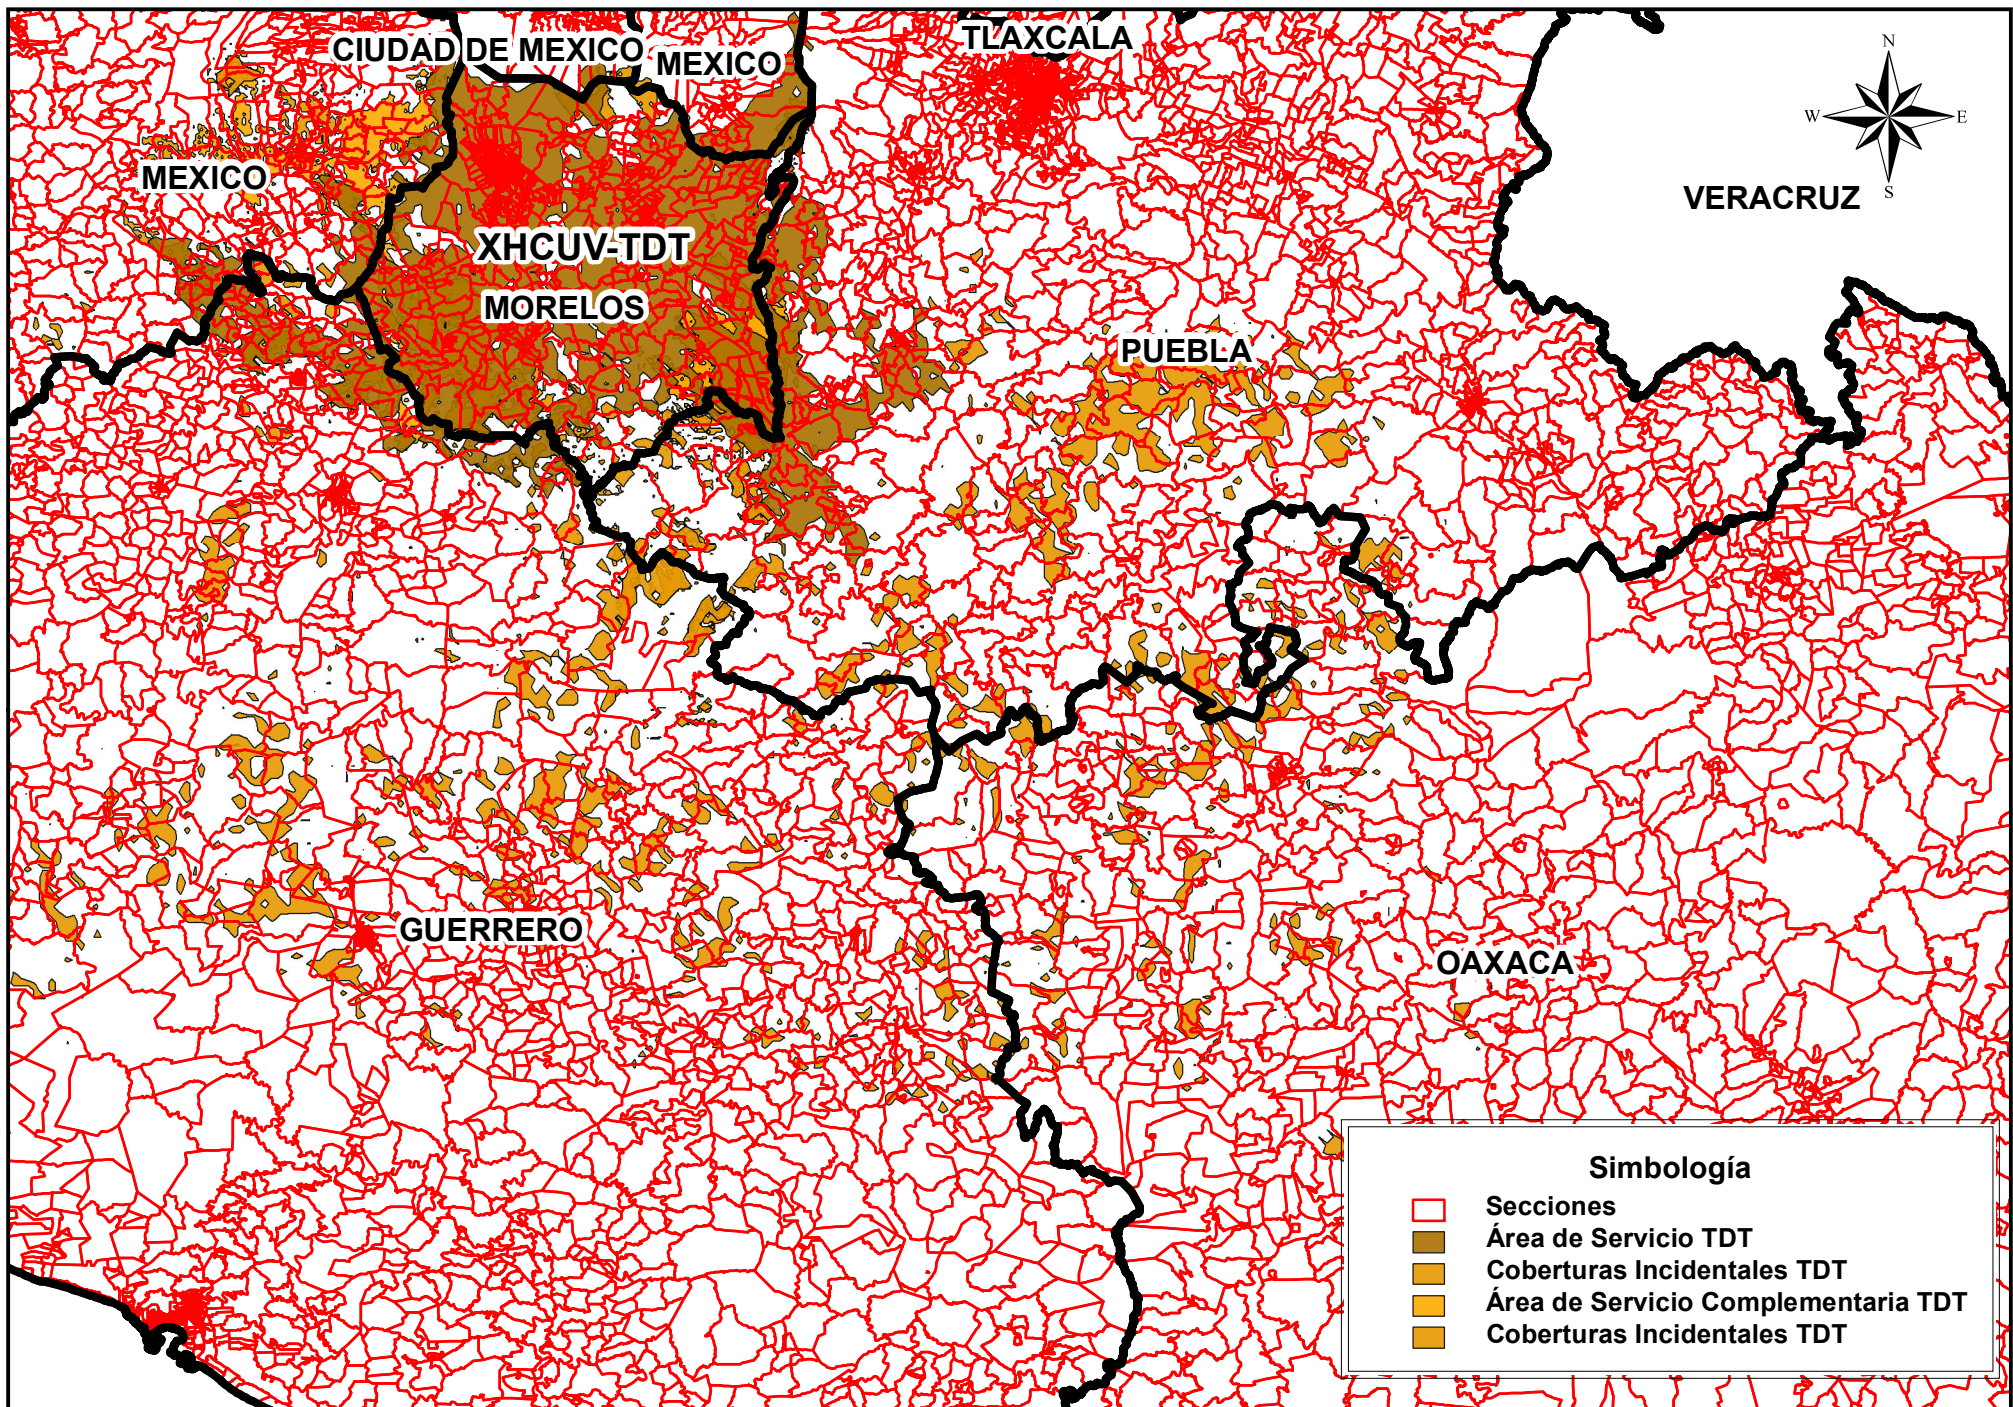 CIUDAD DE MEXICO
MEXICO
TLAXCALA
N
W
E
S
MEXICO
VERACRUZ
XHCUV-TDT
MORELOS
PUEBLA
GUERRERO
OAXACA
Simbología
Secciones
Área de Servicio TDT
Coberturas Incidentales TDT
Área de Servicio Complementaria TDT
Coberturas Incidentales TDT